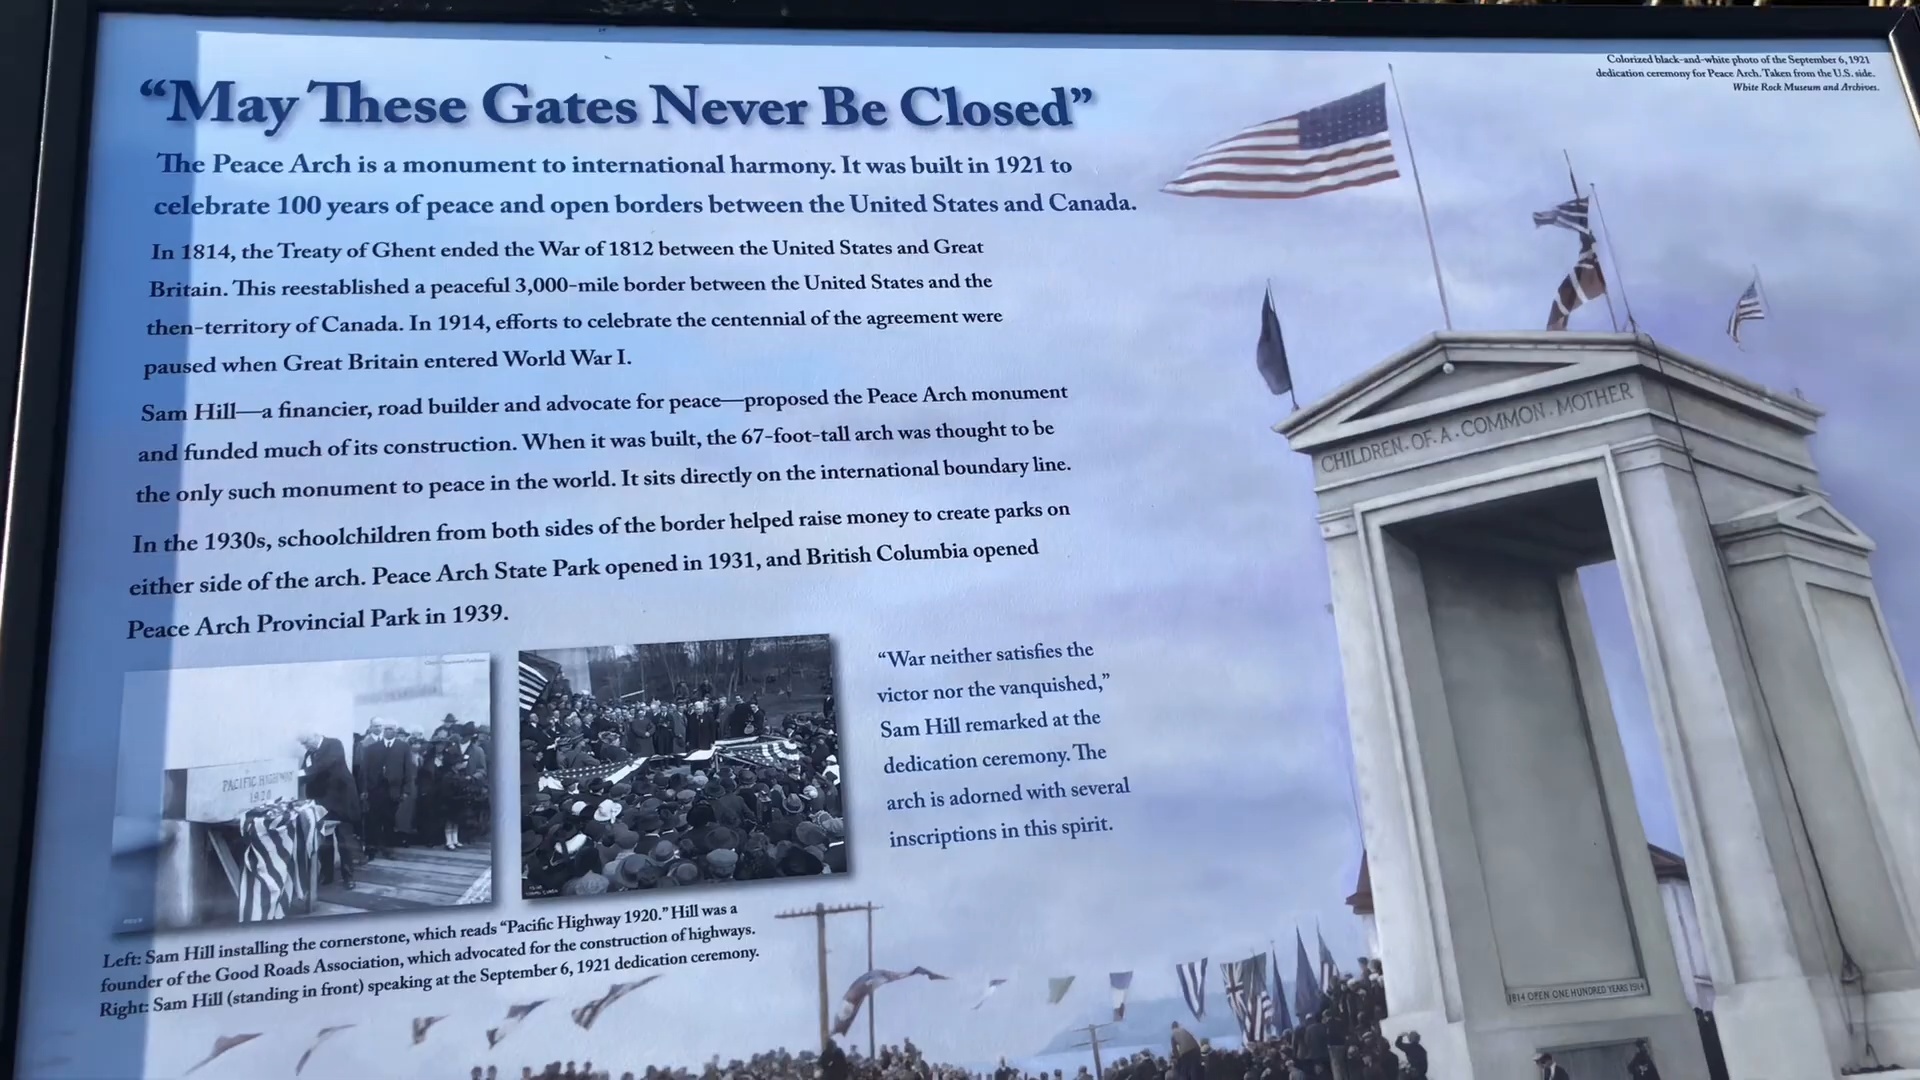 Colorized black-and-white photo of the September 6, 1921
dedication ceremony for Peace Arch. Taken from the U.S. side.
White Rock Museum and Archives.
“May These Gates Never Be Closed”
The Peace Arch is a monument to international harmony. It was built in 1921 to
celebrate 100 years of peace and open borders between the United States and Canada.
In 1814, the Treaty of Ghent ended the War of 1812 between the United States and Great
Britain. This reestablished a peaceful 3,000-mile border between the United States and the
then-territory of Canada. In 1914, efforts to celebrate the centennial of the agreement were
paused when Great Britain entered World War I.
Sam Hill—a financier, road builder and advocate for peace—proposed the Peace Arch monument
and funded much of its construction. When it was built, the 67-foot-tall arch was thought to be
the only such monument to peace in the world. It sits directly on the international boundary line.
In the 1930s, schoolchildren from both sides of the border helped raise money to create parks on
either side of the arch. Peace Arch State Park opened in 1931, and British Columbia opened
Peace Arch Provincial Park in 1939.
“War neither satisfies the
victor nor the vanquished,”
Sam Hill remarked at the
dedication ceremony. The
arch is adorned with several
inscriptions in this spirit.
PACIFIC HIGHWAY
1920
Left: Sam Hill installing the cornerstone, which reads “Pacific Highway 1920.” Hill was a
founder of the Good Roads Association, which advocated for the construction of highways.
Right: Sam Hill (standing in front) speaking at the September 6, 1921 dedication ceremony.
CHILDREN·OF·A·COMMON·MOTHER
1814 OPEN ONE HUNDRED YEARS 1914